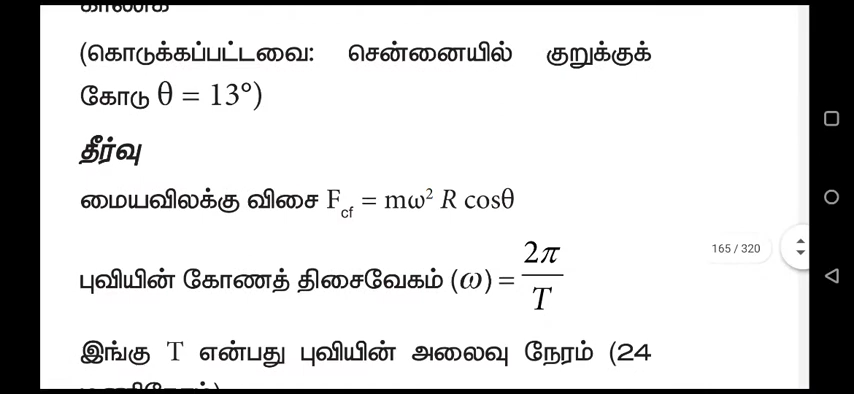 காண்க
(கொடுக்கப்பட்டவை: சென்னையில் குறுக்குக்
கோடு θ = 13°)
தீர்வு
மையவிலக்கு விசை F_cf = mω² R cosθ
புவியின் கோணத் திசைவேகம் (ω) = 2π/T
165 / 320
இங்கு T என்பது புவியின் அலைவு நேரம் (24